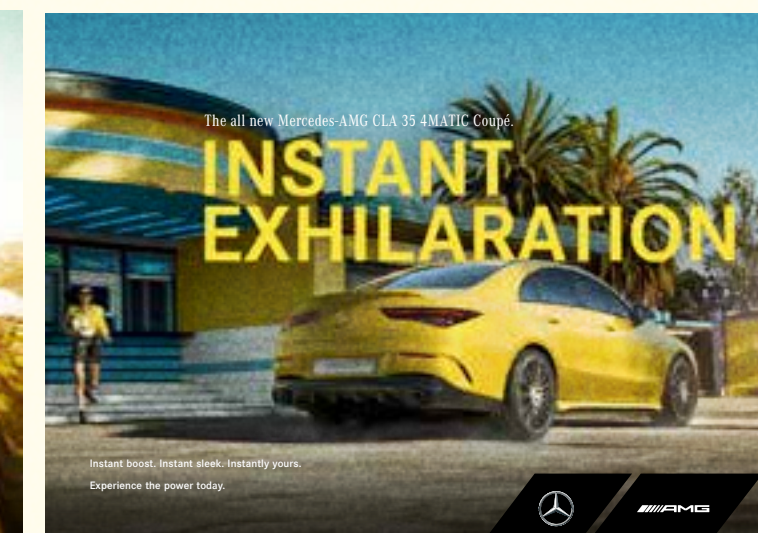 The all new Mercedes-AMG CLA 35 4MATIC Coupé.
INSTANT
EXHILARATION
Instant boost. Instant sleek. Instantly yours.
Experience the power today.
AMG